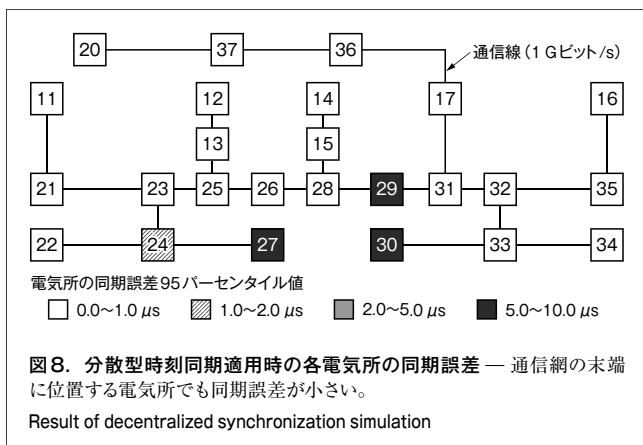 20 37 36
通信線（1 Gビット/s）
11 12 14 17 16
13 15
21 23 25 26 28 29 31 32 35
22 24 27 30 33 34
電気所の同期誤差95パーセンタイル値
0.0～1.0 μs 1.0～2.0 μs 2.0～5.0 μs 5.0～10.0 μs
図8．分散型時刻同期適用時の各電気所の同期誤差 — 通信網の末端
に位置する電気所でも同期誤差が小さい。
Result of decentralized synchronization simulation